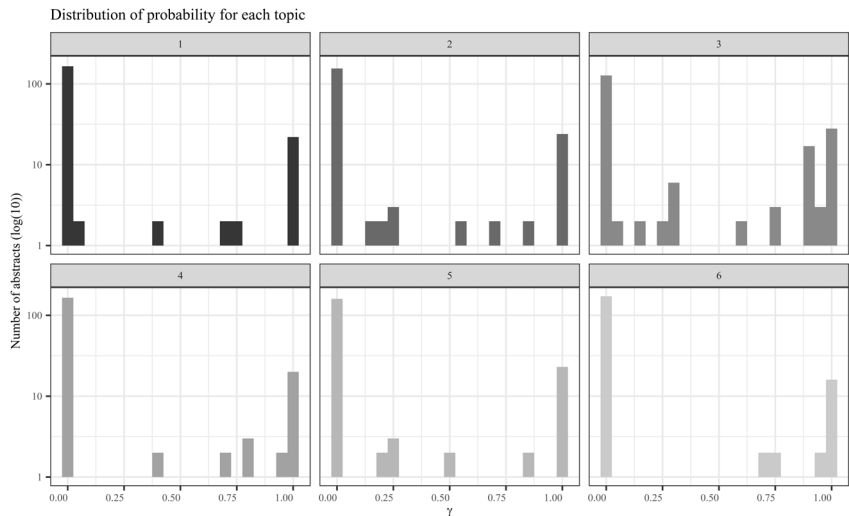 Distribution of probability for each topic
1 2 3
100
10
1
4 5 6
100
10
1
Number of abstracts (log(10))
0.00 0.25 0.50 0.75 1.00 0.00 0.25 0.50 0.75 1.00 0.00 0.25 0.50 0.75 1.00
γ